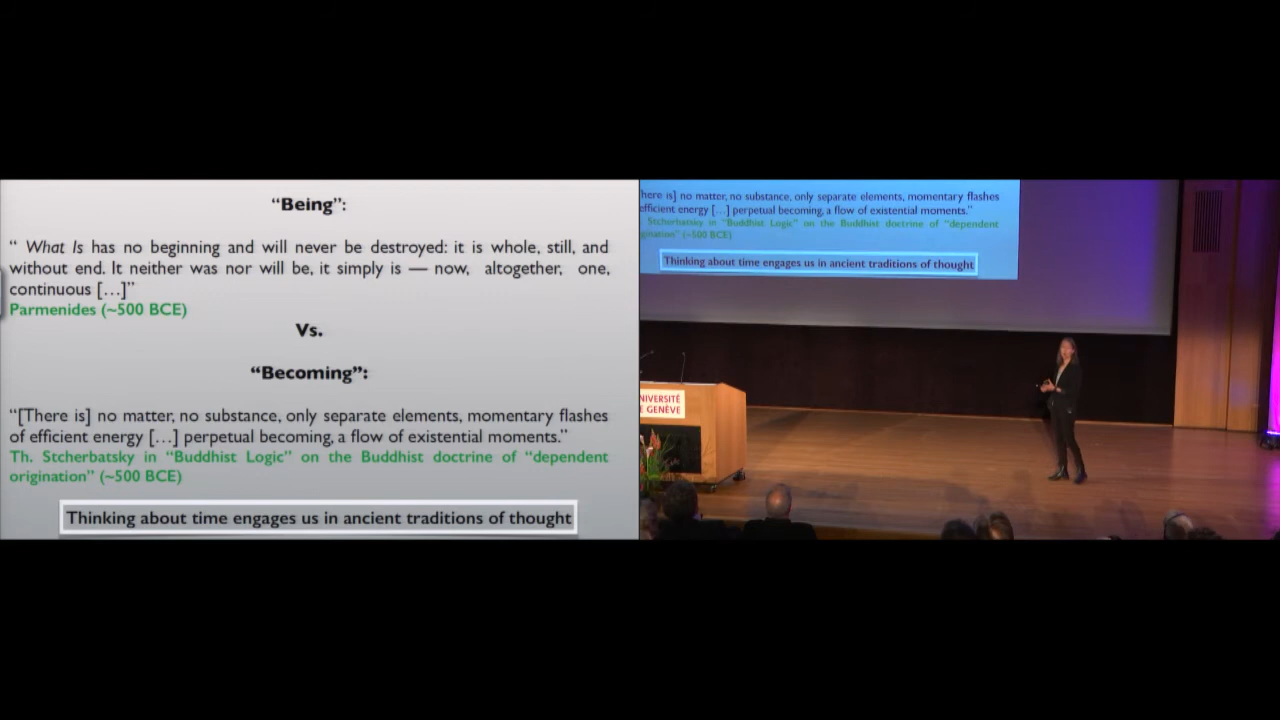 “Being”:
“ What Is has no beginning and will never be destroyed: it is whole, still, and
without end. It neither was nor will be, it simply is — now, altogether, one,
continuous […]”
Parmenides (~500 BCE)
Vs.
“Becoming”:
“[There is] no matter, no substance, only separate elements, momentary flashes
of efficient energy […] perpetual becoming, a flow of existential moments.”
Th. Stcherbatsky in “Buddhist Logic” on the Buddhist doctrine of “dependent
origination” (~500 BCE)
Thinking about time engages us in ancient traditions of thought
here is] no matter, no substance, only separate elements, momentary flashes
efficient energy […] perpetual becoming, a flow of existential moments.”
Stcherbatsky in “Buddhist Logic” on the Buddhist doctrine of “dependent
gination” (~500 BCE)
Thinking about time engages us in ancient traditions of thought
NIVERSITÉ
E GENÈVE